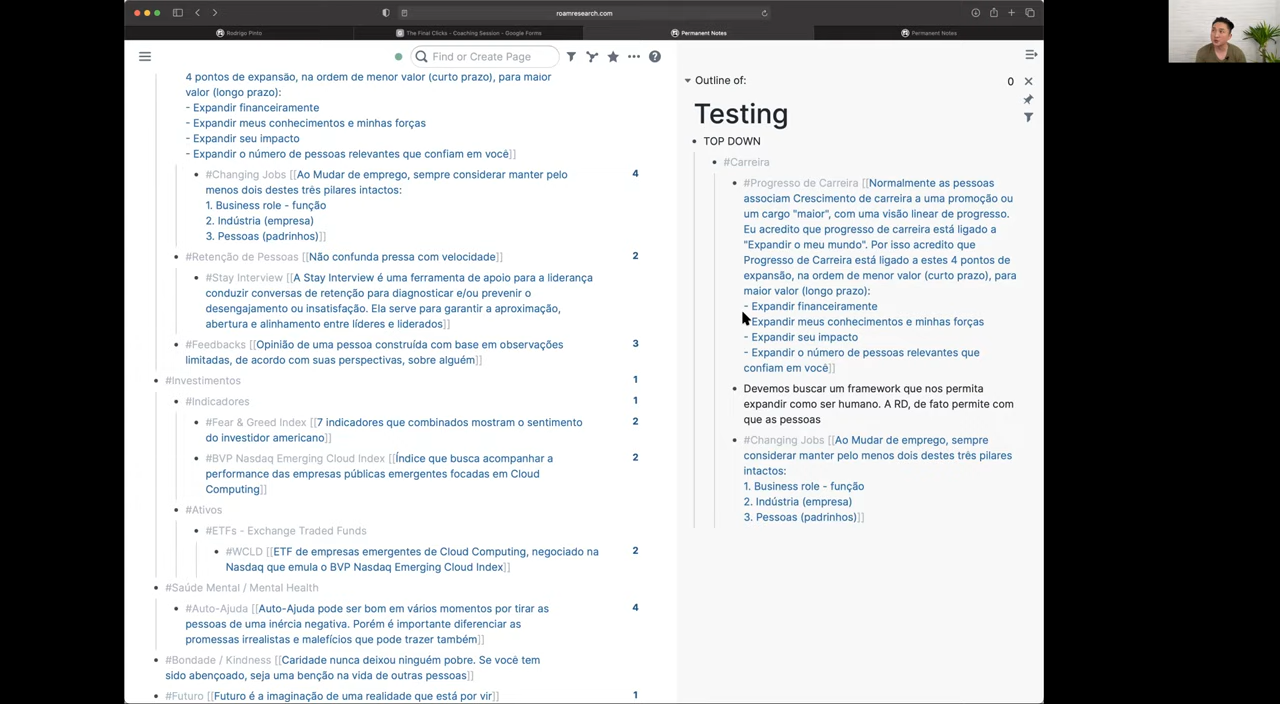 roamresearch.com
Rodrigo Pinto
The Final Clicks - Coaching Session - Google Forms
Permanent Notes
Permanent Notes
Find or Create Page
4 pontos de expansão, na ordem de menor valor (curto prazo), para maior
valor (longo prazo):
- Expandir financeiramente
- Expandir meus conhecimentos e minhas forças
- Expandir seu impacto
- Expandir o número de pessoas relevantes que confiam em você]]
#Changing Jobs [[Ao Mudar de emprego, sempre considerar manter pelo 4
menos dois destes três pilares intactos:
1. Business role - função
2. Indústria (empresa)
3. Pessoas (padrinhos)]]
#Retenção de Pessoas [[Não confunda pressa com velocidade]] 2
#Stay Interview [[A Stay Interview é uma ferramenta de apoio para a liderança
conduzir conversas de retenção para diagnosticar e/ou prevenir o
desengajamento ou insatisfação. Ela serve para garantir a aproximação,
abertura e alinhamento entre líderes e liderados]]
#Feedbacks [[Opinião de uma pessoa construída com base em observações 3
limitadas, de acordo com suas perspectivas, sobre alguém]]
#Investimentos 1
#Indicadores 1
#Fear & Greed Index [[7 indicadores que combinados mostram o sentimento 2
do investidor americano]]
#BVP Nasdaq Emerging Cloud Index [[Índice que busca acompanhar a 2
performance das empresas públicas emergentes focadas em Cloud
Computing]]
#Ativos
#ETFs - Exchange Traded Funds
#WCLD [[ETF de empresas emergentes de Cloud Computing, negociado na 2
Nasdaq que emula o BVP Nasdaq Emerging Cloud Index]]
#Saúde Mental / Mental Health
#Auto-Ajuda [[Auto-Ajuda pode ser bom em vários momentos por tirar as 4
pessoas de uma inércia negativa. Porém é importante diferenciar as
promessas irrealistas e malefícios que pode trazer também]]
#Bondade / Kindness [[Caridade nunca deixou ninguém pobre. Se você tem
sido abençoado, seja uma benção na vida de outras pessoas]]
#Futuro [[Futuro é a imaginação de uma realidade que está por vir]] 1
Outline of: 0
Testing
TOP DOWN
#Carreira
#Progresso de Carreira [[Normalmente as pessoas
associam Crescimento de carreira a uma promoção ou
um cargo "maior", com uma visão linear de progresso.
Eu acredito que progresso de carreira está ligado a
"Expandir o meu mundo". Por isso acredito que
Progresso de Carreira está ligado a estes 4 pontos de
expansão, na ordem de menor valor (curto prazo), para
maior valor (longo prazo):
- Expandir financeiramente
Expandir meus conhecimentos e minhas forças
- Expandir seu impacto
- Expandir o número de pessoas relevantes que
confiam em você]]
Devemos buscar um framework que nos permita
expandir como ser humano. A RD, de fato permite com
que as pessoas
#Changing Jobs [[Ao Mudar de emprego, sempre
considerar manter pelo menos dois destes três pilares
intactos:
1. Business role - função
2. Indústria (empresa)
3. Pessoas (padrinhos)]]